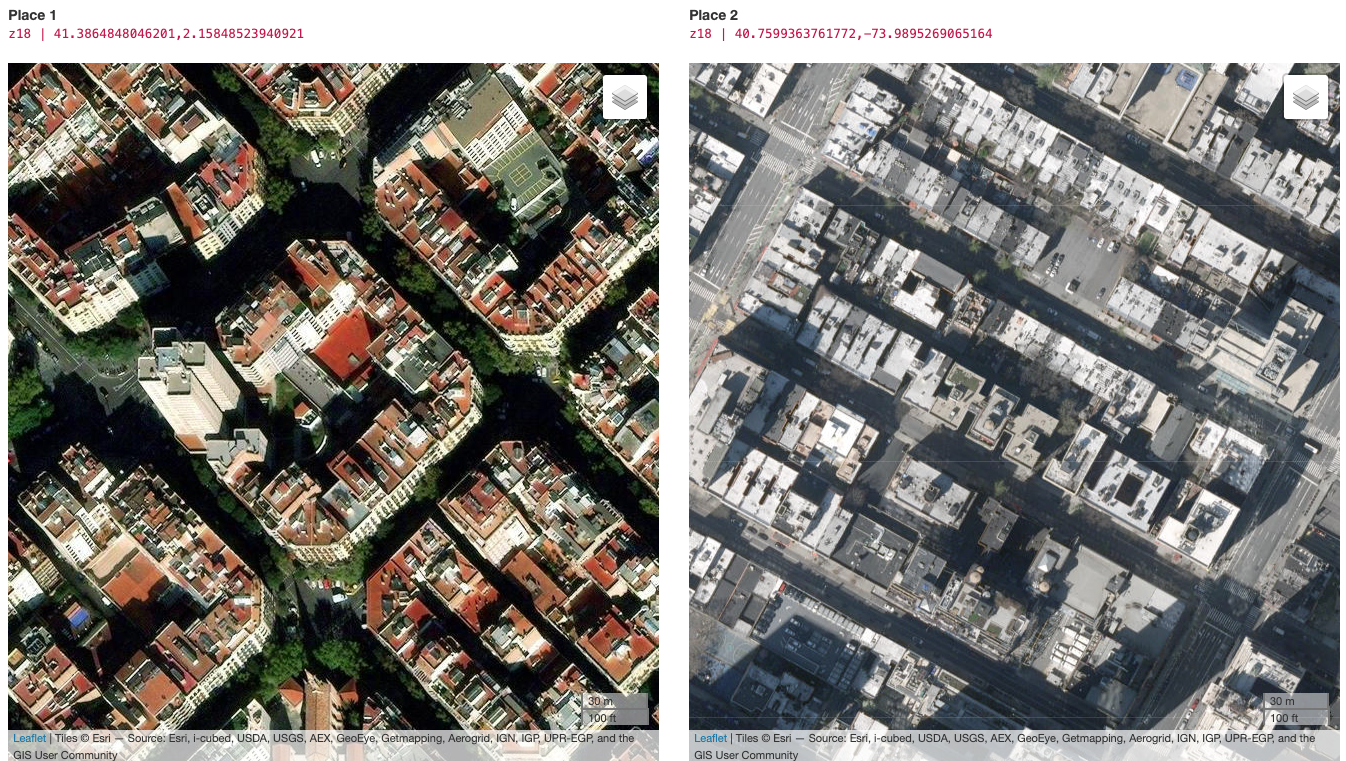 Place 1
z18 | 41.3864848046201,2.15848523940921
30 m
100 ft
Leaflet | Tiles © Esri — Source: Esri, i-cubed, USDA, USGS, AEX, GeoEye, Getmapping, Aerogrid, IGN, IGP, UPR-EGP, and the
GIS User Community
Place 2
z18 | 40.7599363761772,-73.9895269065164
30 m
100 ft
Leaflet | Tiles © Esri — Source: Esri, i-cubed, USDA, USGS, AEX, GeoEye, Getmapping, Aerogrid, IGN, IGP, UPR-EGP, and the
GIS User Community